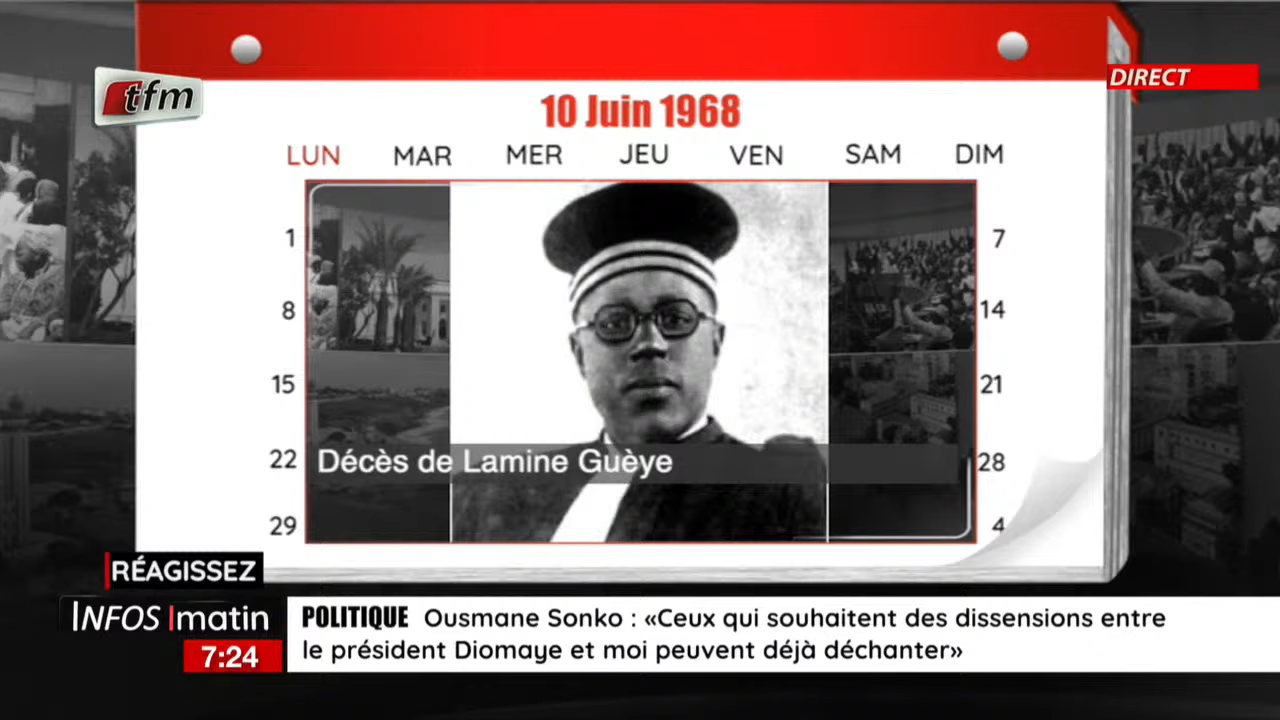 tfm
DIRECT
10 Juin 1968
LUN MAR MER JEU VEN SAM DIM
1 7
8 14
15 21
22 28
29 4
Décès de Lamine Guèye
RÉAGISSEZ
INFOS matin
7:24
POLITIQUE Ousmane Sonko : «Ceux qui souhaitent des dissensions entre
le président Diomaye et moi peuvent déjà déchanter»